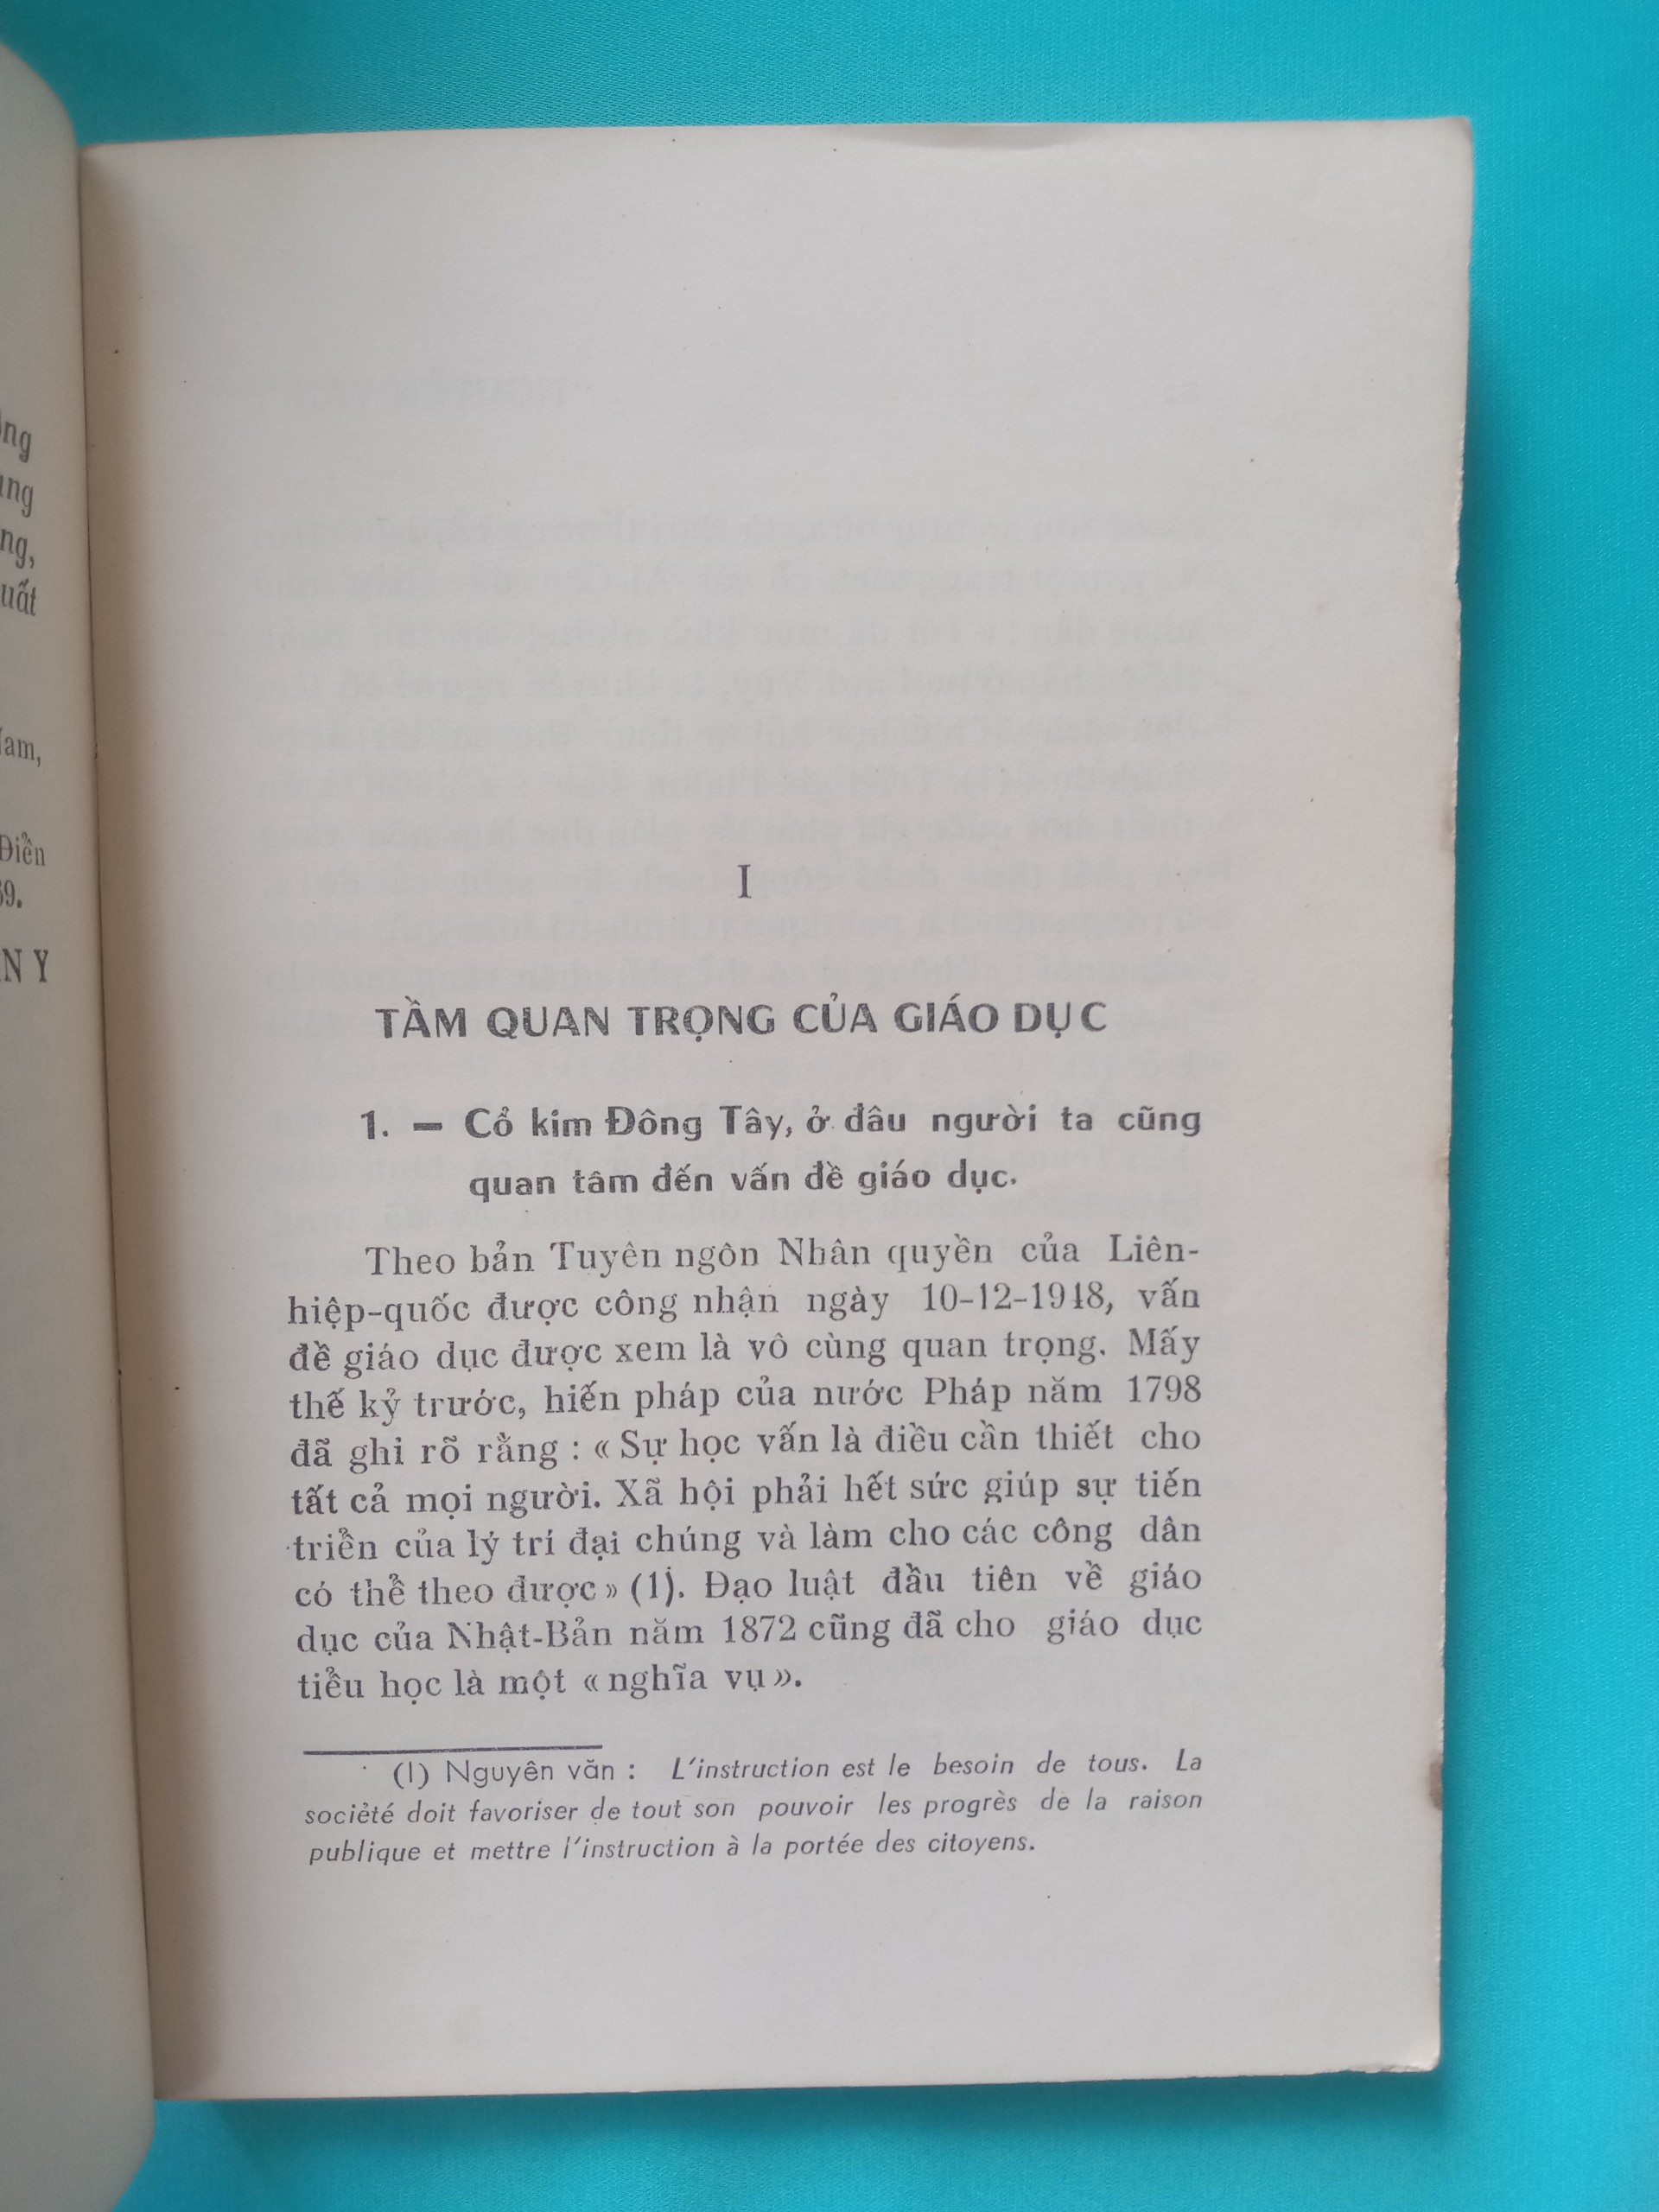 ng
ng,
uất
am,
Điền
69.
N Y
I
TẦM QUAN TRỌNG CỦA GIÁO DỤC
1. — Cổ kim Đông Tây, ở đâu người ta cũng
quan tâm đến vấn đề giáo dục.
Theo bản Tuyên ngôn Nhân quyền của Liên-
hiệp-quốc được công nhận ngày 10-12-1948, vấn
đề giáo dục được xem là vô cùng quan trọng. Mấy
thế kỷ trước, hiến pháp của nước Pháp năm 1798
đã ghi rõ rằng : « Sự học vấn là điều cần thiết cho
tất cả mọi người. Xã hội phải hết sức giúp sự tiến
triển của lý trí đại chúng và làm cho các công dân
có thể theo được » (1). Đạo luật đầu tiên về giáo
dục của Nhật-Bản năm 1872 cũng đã cho giáo dục
tiểu học là một « nghĩa vụ ».
(1) Nguyên văn : L'instruction est le besoin de tous. La
société doit favoriser de tout son pouvoir les progrès de la raison
publique et mettre l'instruction à la portée des citoyens.